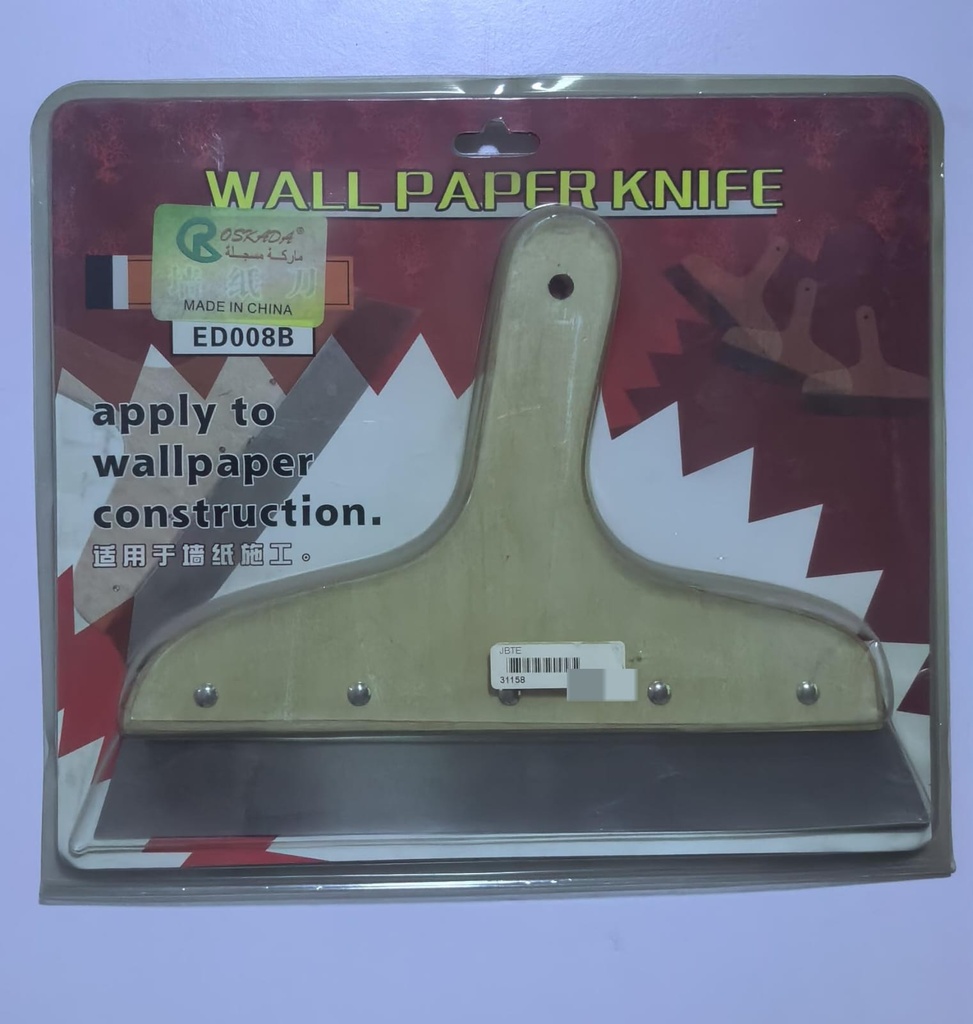 WALL PAPER KNIFE
OSKADA®
ماركة مسجلة
墙纸刀
MADE IN CHINA
ED008B
apply to
wallpaper
construction.
适用于墙纸施工。
JBTE
31158